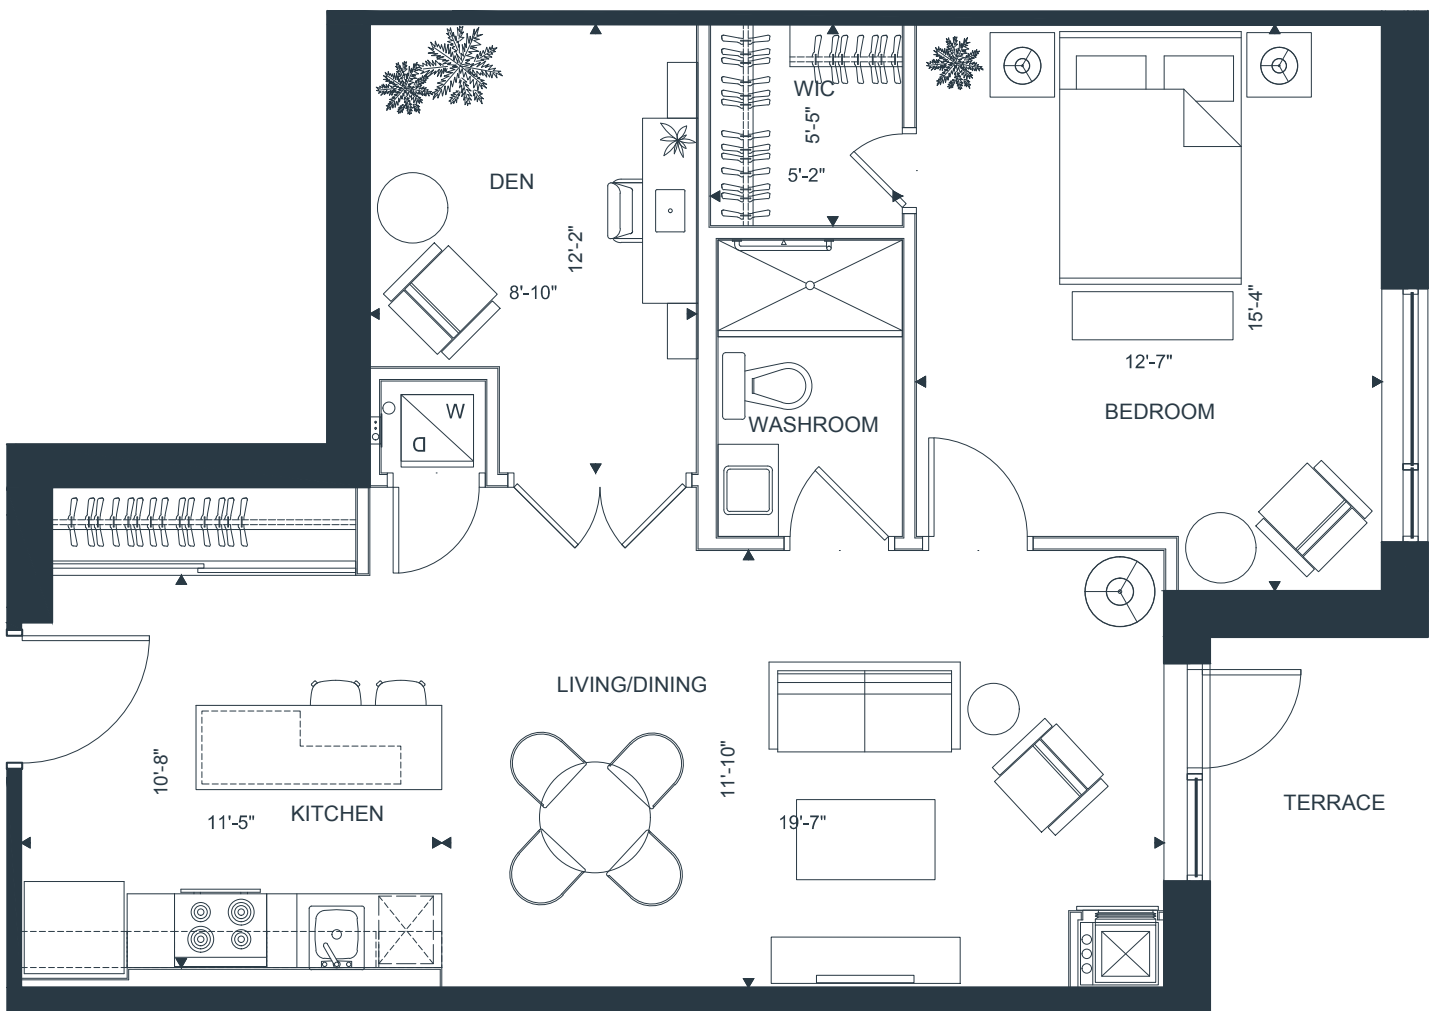 WIC
5'-5"
5'-2"
DEN
12'-2"
8'-10"
15'-4"
12'-7"
BEDROOM
W
D
WASHROOM
LIVING/DINING
10'-8"
11'-10"
KITCHEN
11'-5"
19'-7"
TERRACE